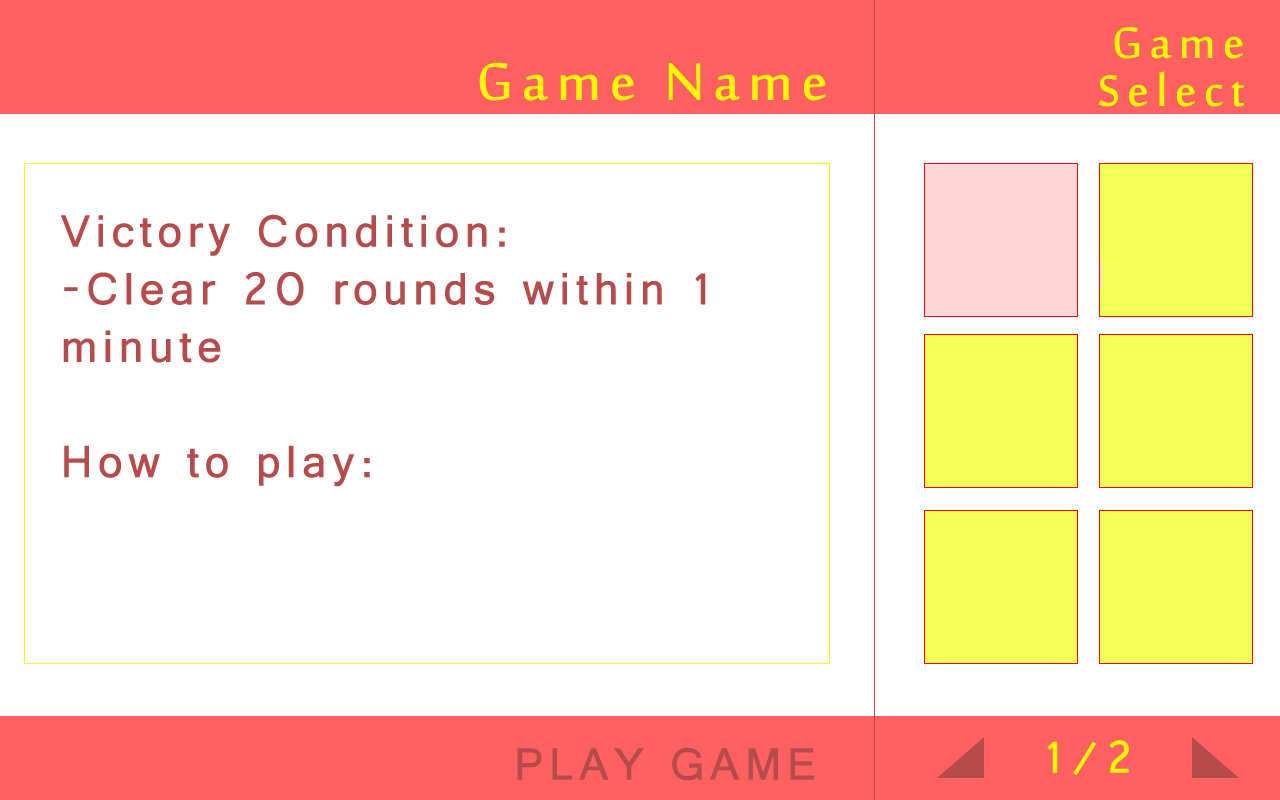 Game Name
Victory Condition:
-Clear 20 rounds within 1
minute
How to play:
PLAY GAME
Game
Select
1/2